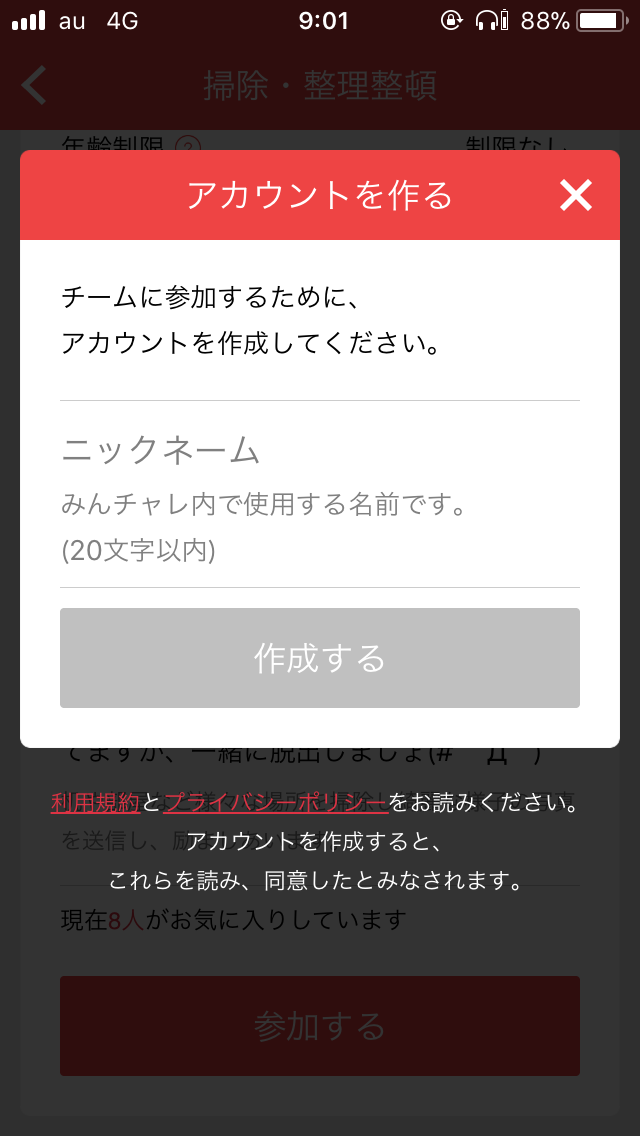 au 4G 9:01 88%
掃除・整理整頓
年齢制限 ? 制限なし
アカウントを作る
チームに参加するために、
アカウントを作成してください。
ニックネーム
みんチャレ内で使用する名前です。
(20文字以内)
作成する
てますが、一緒に脱出しましょ(# ゚Д゚)
利用規約とプライバシーポリシーをお読みください。
を送信し、励
アカウントを作成すると、
これらを読み、同意したとみなされます。
現在8人がお気に入りしています
参加する